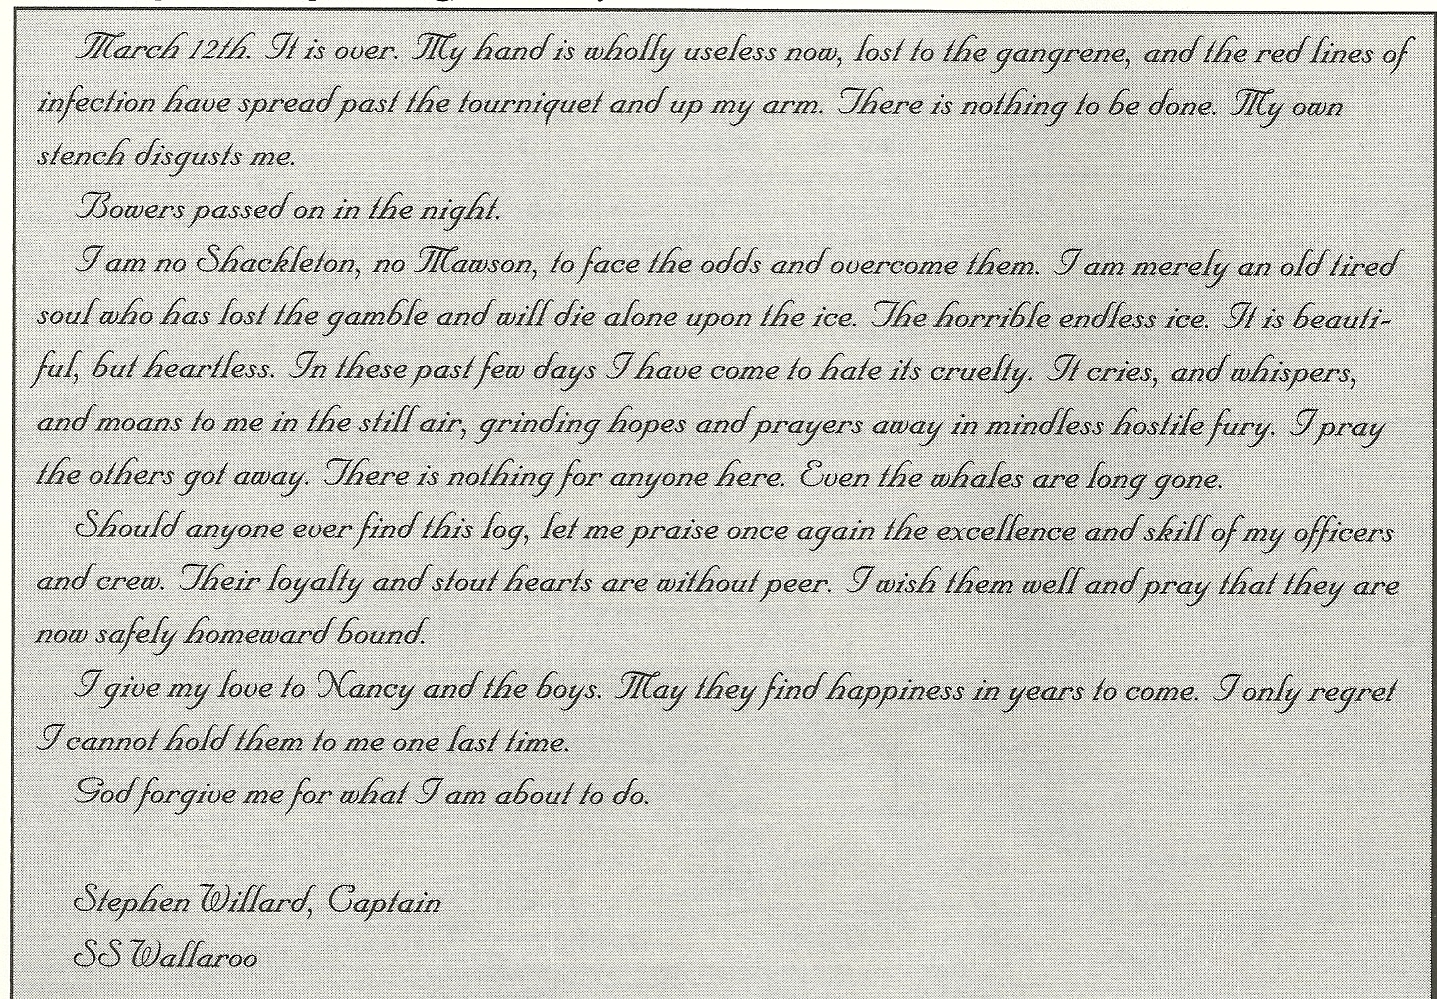 March 12th. It is over. My hand is wholly useless now, lost to the gangrene, and the red lines of
infection have spread past the tourniquet and up my arm. There is nothing to be done. My own
stench disgusts me.
Bowers passed on in the night.
I am no Shackleton, no Mawson, to face the odds and overcome them. I am merely an old tired
soul who has lost the gamble and will die alone upon the ice. The horrible endless ice. It is beauti-
ful, but heartless. In these past few days I have come to hate its cruelty. It cries, and whispers,
and moans to me in the still air, grinding hopes and prayers away in mindless hostile fury. I pray
the others got away. There is nothing for anyone here. Even the whales are long gone.
Should anyone ever find this log, let me praise once again the excellence and skill of my officers
and crew. Their loyalty and stout hearts are without peer. I wish them well and pray that they are
now safely homeward bound.
I give my love to Nancy and the boys. May they find happiness in years to come. I only regret
I cannot hold them to me one last time.
God forgive me for what I am about to do.
Stephen Willard, Captain
SS Wallaroo